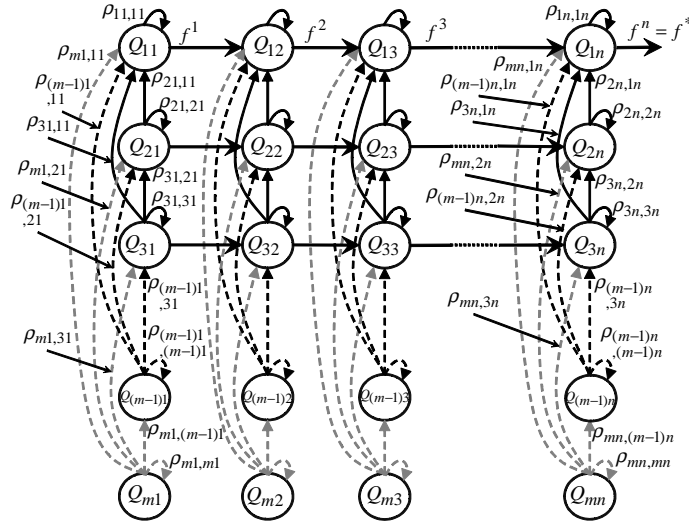 ρ11,11 ρ1n,1n
f¹ f² f³ fⁿ = f*
Q11 Q12 Q13 Q1n
ρm1,11 ρmn,1n
ρ(m−1)1 ,11 ρ21,11 ρ(m−1)n,1n ρ2n,1n
ρ21,21 ρ3n,1n ρ2n,2n
ρ31,11
Q21 Q22 Q23 Q2n
ρm1,21 ρmn,2n
ρ31,21 ρ3n,2n
ρ(m−1)1 ,21 ρ31,31 ρ(m−1)n,2n ρ3n,3n
Q31 Q32 Q33 Q3n
ρ(m−1)1 ,31 ρ(m−1)n ,3n
ρmn,3n
ρm1,31 ρ(m−1)1 ,(m−1)1 ρ(m−1)n ,(m−1)n
Q(m−1)1 Q(m−1)2 Q(m−1)3 Q(m−1)n
ρm1,(m−1)1 ρmn,(m−1)n
ρm1,m1 ρmn,mn
Qm1 Qm2 Qm3 Qmn